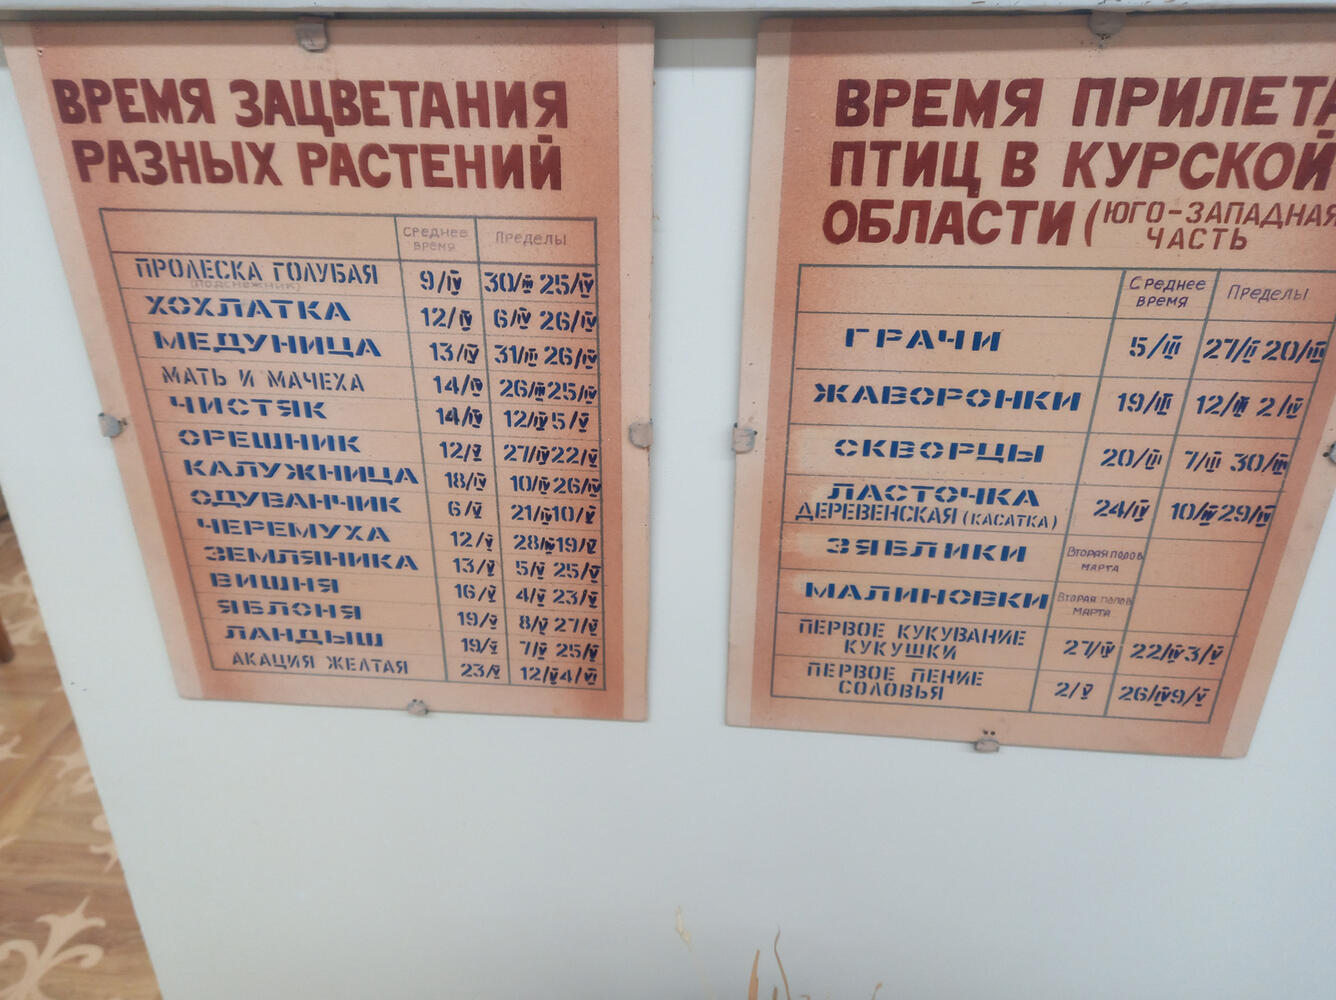 ВРЕМЯ ЗАЦВЕТАНИЯ
РАЗНЫХ РАСТЕНИЙ
Среднее время Пределы
ПРОЛЕСКА ГОЛУБАЯ (подснежник) 9/IV 30/III 25/IV
ХОХЛАТКА 12/IV 6/IV 26/IV
МЕДУНИЦА 13/IV 31/III 26/IV
МАТЬ И МАЧЕХА 14/IV 26/III 25/IV
ЧИСТЯК 14/IV 12/IV 5/V
ОРЕШНИК 12/V 27/IV 22/V
КАЛУЖНИЦА 18/IV 10/IV 26/IV
ОДУВАНЧИК 6/V 21/IV 10/V
ЧЕРЕМУХА 12/V 28/IV 19/V
ЗЕМЛЯНИКА 13/V 5/V 25/V
ВИШНЯ 16/V 4/V 23/V
ЯБЛОНЯ 19/V 8/V 27/V
ЛАНДЫШ 19/V 7/V 25/V
АКАЦИЯ ЖЕЛТАЯ 23/V 12/V 4/VI
ВРЕМЯ ПРИЛЕТА
ПТИЦ В КУРСКОЙ
ОБЛАСТИ (ЮГО-ЗАПАДНАЯ
ЧАСТЬ
Среднее время Пределы
ГРАЧИ 5/III 27/II 20/III
ЖАВОРОНКИ 19/III 12/III 2/IV
СКВОРЦЫ 20/III 7/III 30/III
ЛАСТОЧКА
ДЕРЕВЕНСКАЯ (КАСАТКА) 24/IV 10/IV 29/IV
ЗЯБЛИКИ Вторая полов марта
МАЛИНОВКИ Вторая полов марта
ПЕРВОЕ КУКУВАНИЕ
КУКУШКИ 27/IV 22/IV 3/V
ПЕРВОЕ ПЕНИЕ
СОЛОВЬЯ 2/V 26/IV 9/V